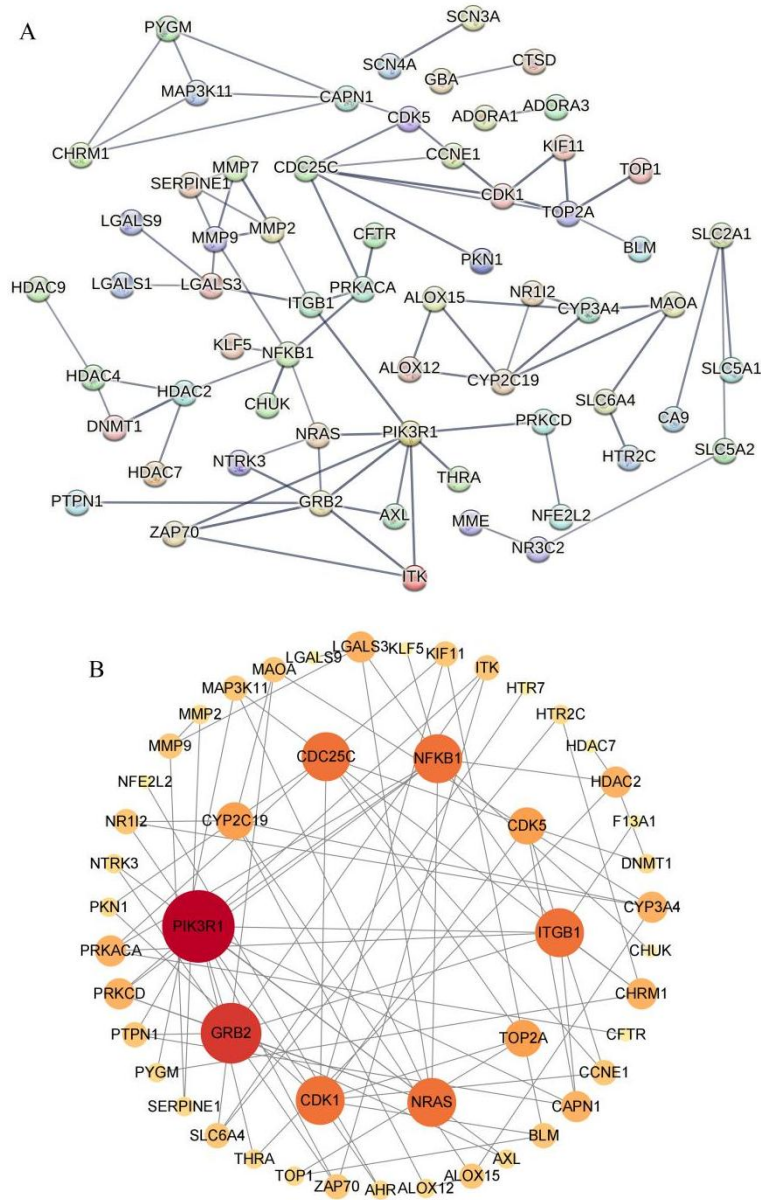 A
SCN3A
PYGM
SCN4A
CTSD
GBA
MAP3K11
CAPN1
ADORA3
CDK5
ADORA1
CHRM1
CCNE1
KIF11
MMP7
CDC25C
TOP1
SERPINE1
CDK1
TOP2A
LGALS9
MMP2
CFTR
SLC2A1
MMP9
BLM
PKN1
LGALS1
LGALS3
PRKACA
HDAC9
ITGB1
ALOX15
NR1I2
CYP3A4
MAOA
KLF5
NFKB1
HDAC4
ALOX12
SLC5A1
HDAC2
CYP2C19
SLC6A4
CHUK
CA9
DNMT1
PRKCD
NRAS
PIK3R1
SLC5A2
HTR2C
HDAC7
NTRK3
THRA
PTPN1
GRB2
AXL
MME
NFE2L2
ZAP70
NR3C2
ITK
B
LGALS3
KLF5
KIF11
LGALS9
MAOA
ITK
MAP3K11
HTR7
MMP2
HTR2C
MMP9
HDAC7
CDC25C
NFKB1
NFE2L2
HDAC2
NR1I2
CYP2C19
CDK5
F13A1
NTRK3
DNMT1
PKN1
CYP3A4
PIK3R1
ITGB1
PRKACA
CHUK
PRKCD
CHRM1
GRB2
TOP2A
PTPN1
CFTR
PYGM
CCNE1
CDK1
NRAS
SERPINE1
CAPN1
SLC6A4
BLM
THRA
AXL
TOP1
ALOX15
ZAP70
AHR
ALOX12